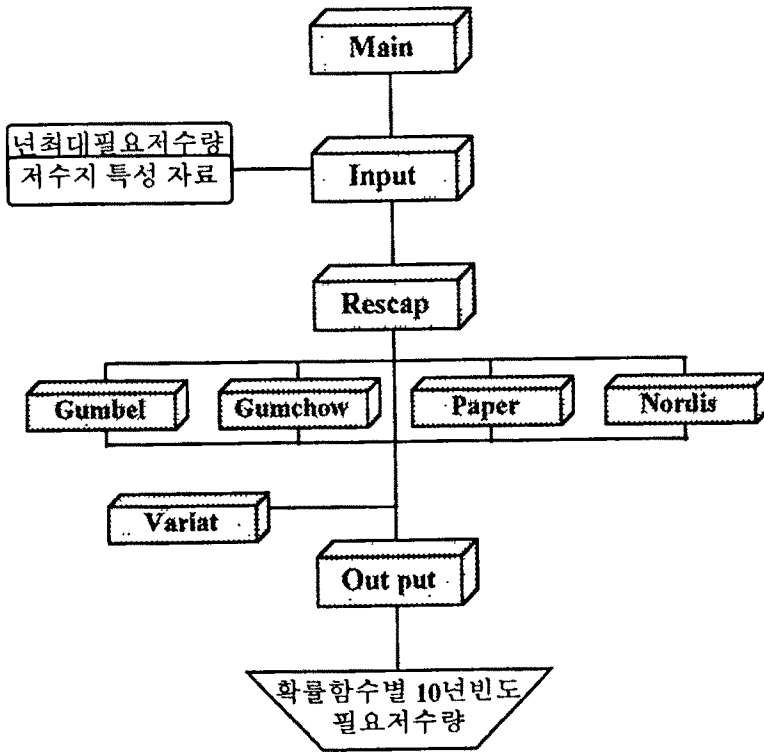 Main
년최대필요저수량
저수지 특성 자료
Input
Rescap
Gumbel
Gumchow
Paper
Nordis
Variat
Out put
확률함수별 10년빈도
필요저수량